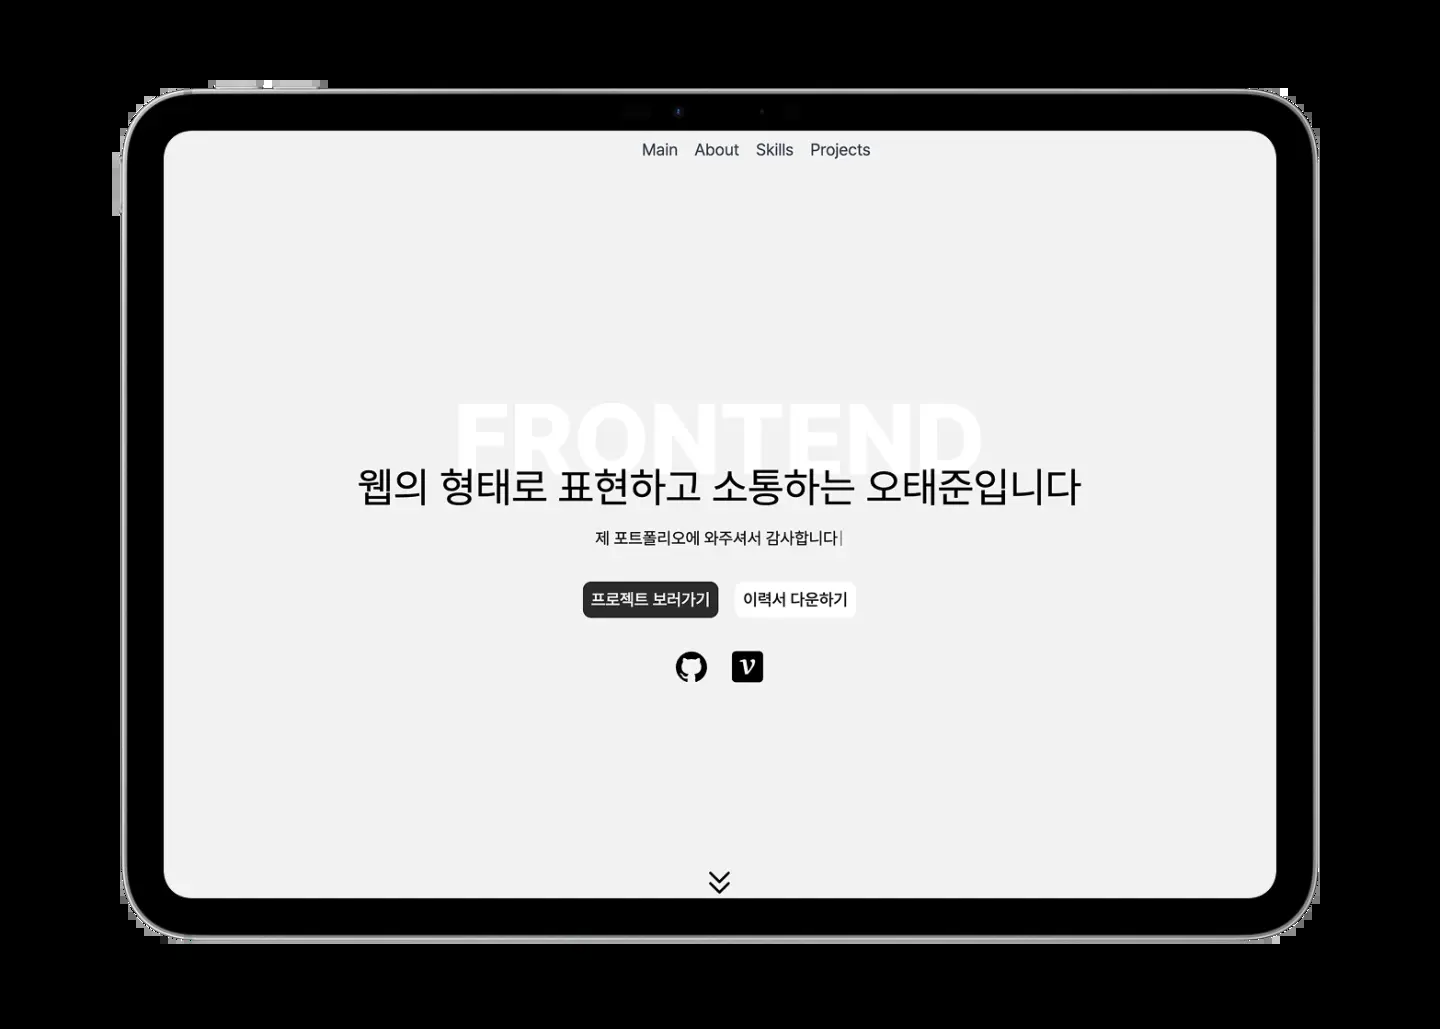 Main About Skills Projects
FRONTEND
웹의 형태로 표현하고 소통하는 오태준입니다
제 포트폴리오에 와주셔서 감사합니다
프로젝트 보러가기 이력서 다운하기
v